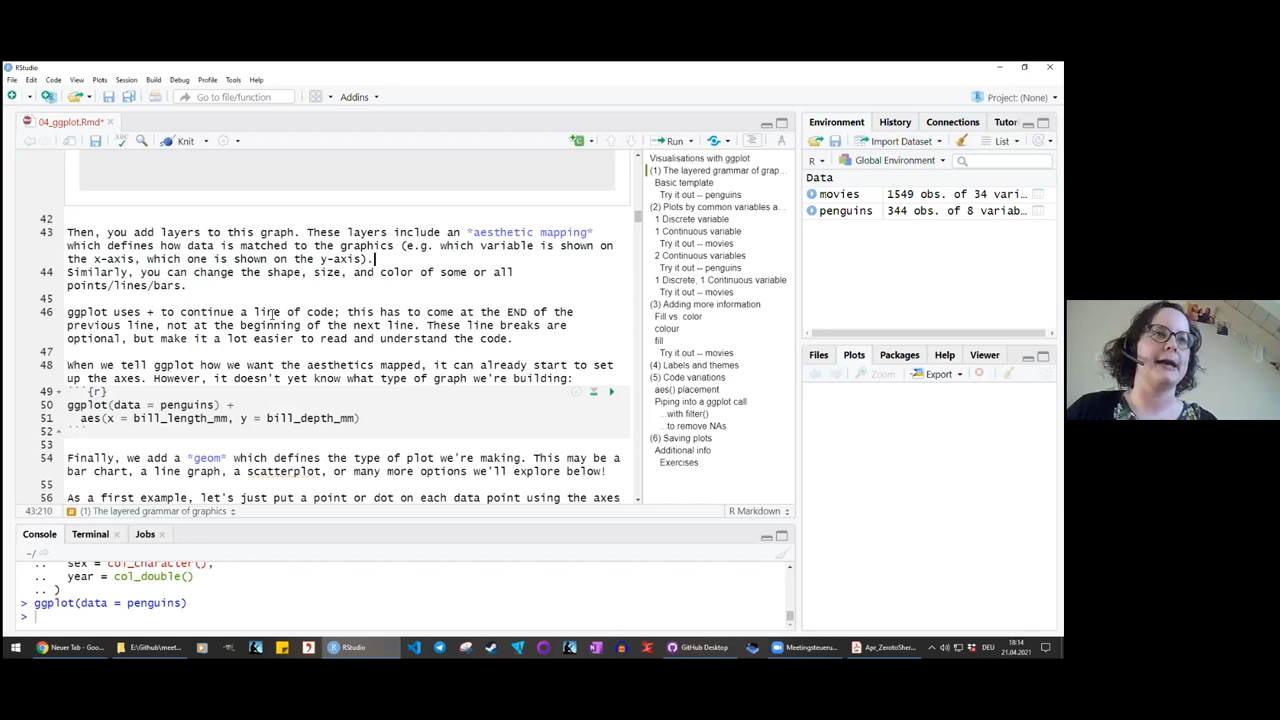 RStudio
File Edit Code View Plots Session Build Debug Profile Tools Help
Go to file/function
Addins
Project: (None)
04_ggplot.Rmd*
Knit
Run
42
43 Then, you add layers to this graph. These layers include an *aesthetic mapping*
which defines how data is matched to the graphics (e.g. which variable is shown on
the x-axis, which one is shown on the y-axis).
44 Similarly, you can change the shape, size, and color of some or all
points/lines/bars.
45
46 ggplot uses + to continue a line of code; this has to come at the END of the
previous line, not at the beginning of the next line. These line breaks are
optional, but make it a lot easier to read and understand the code.
47
48 When we tell ggplot how we want the aesthetics mapped, it can already start to set
up the axes. However, it doesn't yet know what type of graph we're building:
49 ```{r}
50 ggplot(data = penguins) +
51 aes(x = bill_length_mm, y = bill_depth_mm)
52 ```
53
54 Finally, we add a *geom* which defines the type of plot we're making. This may be a
bar chart, a line graph, a scatterplot, or many more options we'll explore below!
55
56 As a first example, let's just put a point or dot on each data point using the axes
43:210 (1) The layered grammar of graphics R Markdown
Visualisations with ggplot
(1) The layered grammar of grap...
Basic template
Try it out -- penguins
(2) Plots by common variables a...
1 Discrete variable
1 Continuous variable
Try it out -- movies
2 Continuous variables
Try it out -- penguins
1 Discrete, 1 Continuous variable
Try it out -- movies
(3) Adding more information
Fill vs. color
colour
fill
Try it out -- movies
(4) Labels and themes
(5) Code variations
aes() placement
Piping into a ggplot call
...with filter()
...to remove NAs
(6) Saving plots
Additional info
Exercises
Console Terminal Jobs
~/
.. sex = col_character(),
.. year = col_double()
.. )
> ggplot(data = penguins)
>
Environment History Connections Tutor
Import Dataset List
R Global Environment
Data
movies 1549 obs. of 34 vari...
penguins 344 obs. of 8 variab...
Files Plots Packages Help Viewer
Zoom Export
Neuer Tab - Goo...
E:\Github\meet...
RStudio
GitHub Desktop
Meetingsteueru...
Apr_ZerotoSher...
DEU
18:14
21.04.2021